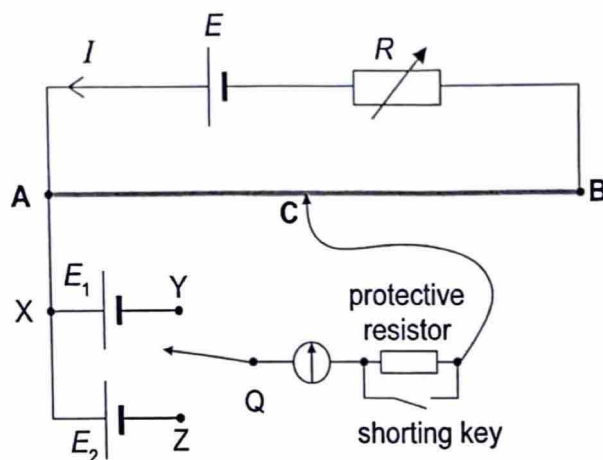 E
R
I
A
B
C
E₁
Y
X
protective
resistor
Q
Z
E₂
shorting key